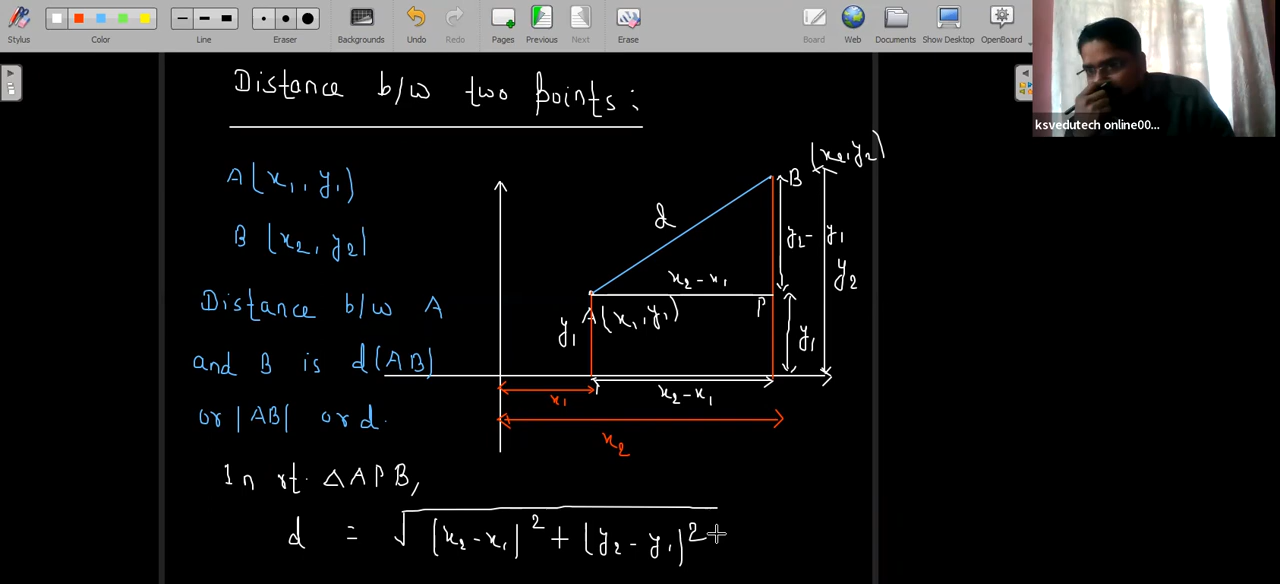 Stylus
Color
Line
Eraser
Backgrounds
Undo
Redo
Pages
Previous
Next
Erase
Board
Web
Documents
Show Desktop
OpenBoard
ksvedutech online00...
Distance b/w two points:
A(x₁, y₁)
B (x₂, y₂)
Distance b/w A
and B is d(AB)
or |AB| or d.
(x₂, y₂)
B
d
y₂ - y₁
y₂
x₂ - x₁
A(x₁, y₁)
P
y₁
y₁
x₁
x₂ - x₁
x₂
In rt. △APB,
d = √(x₂ - x₁)² + (y₂ - y₁)²